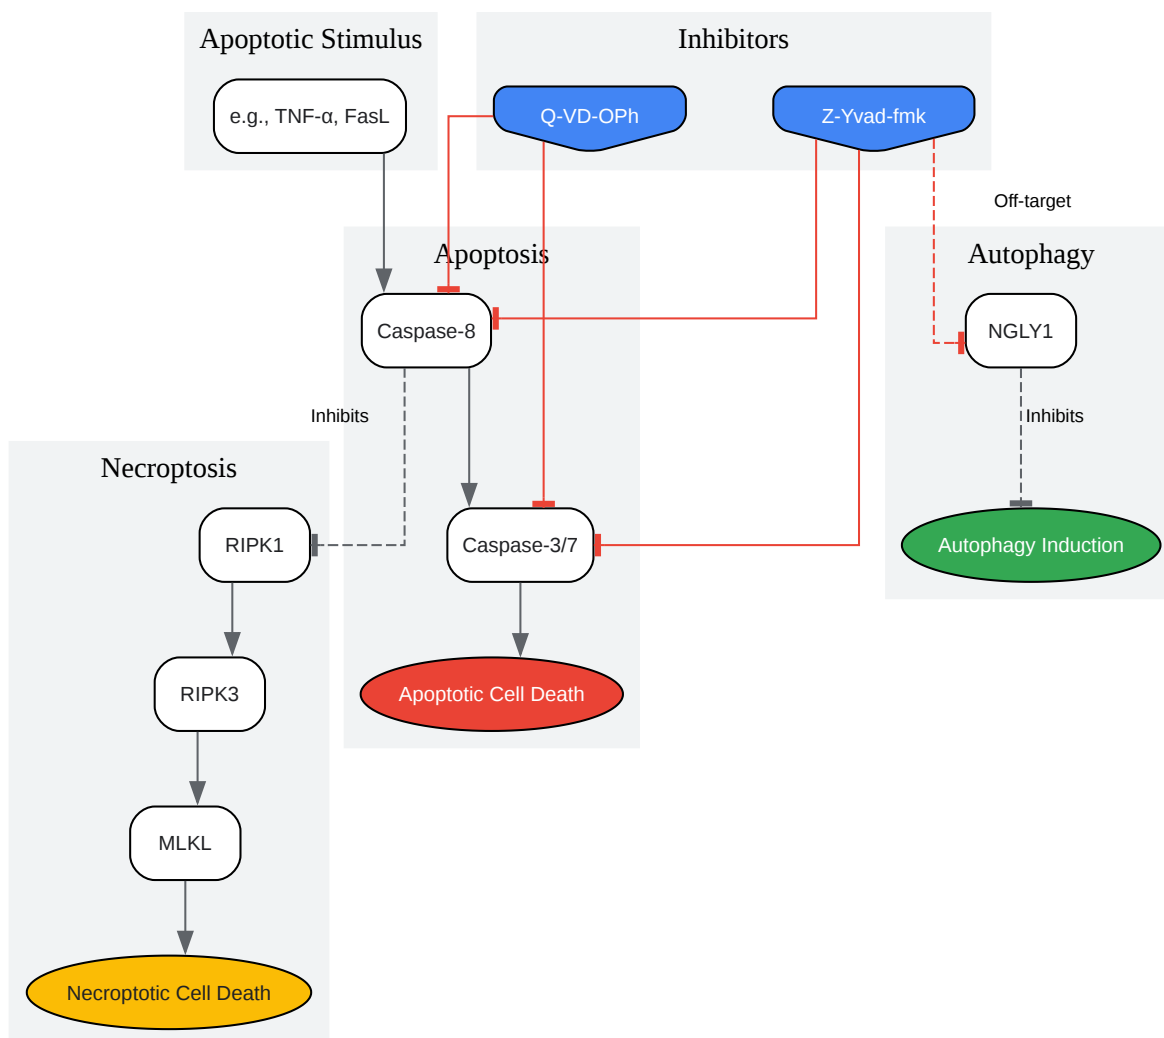 Apoptotic Stimulus
Inhibitors
e.g., TNF-α, FasL
Q-VD-OPh
Z-Yvad-fmk
Off-target
Apoptosis
Autophagy
Caspase-8
NGLY1
Inhibits
Inhibits
Necroptosis
RIPK1
Caspase-3/7
Autophagy Induction
RIPK3
Apoptotic Cell Death
MLKL
Necroptotic Cell Death